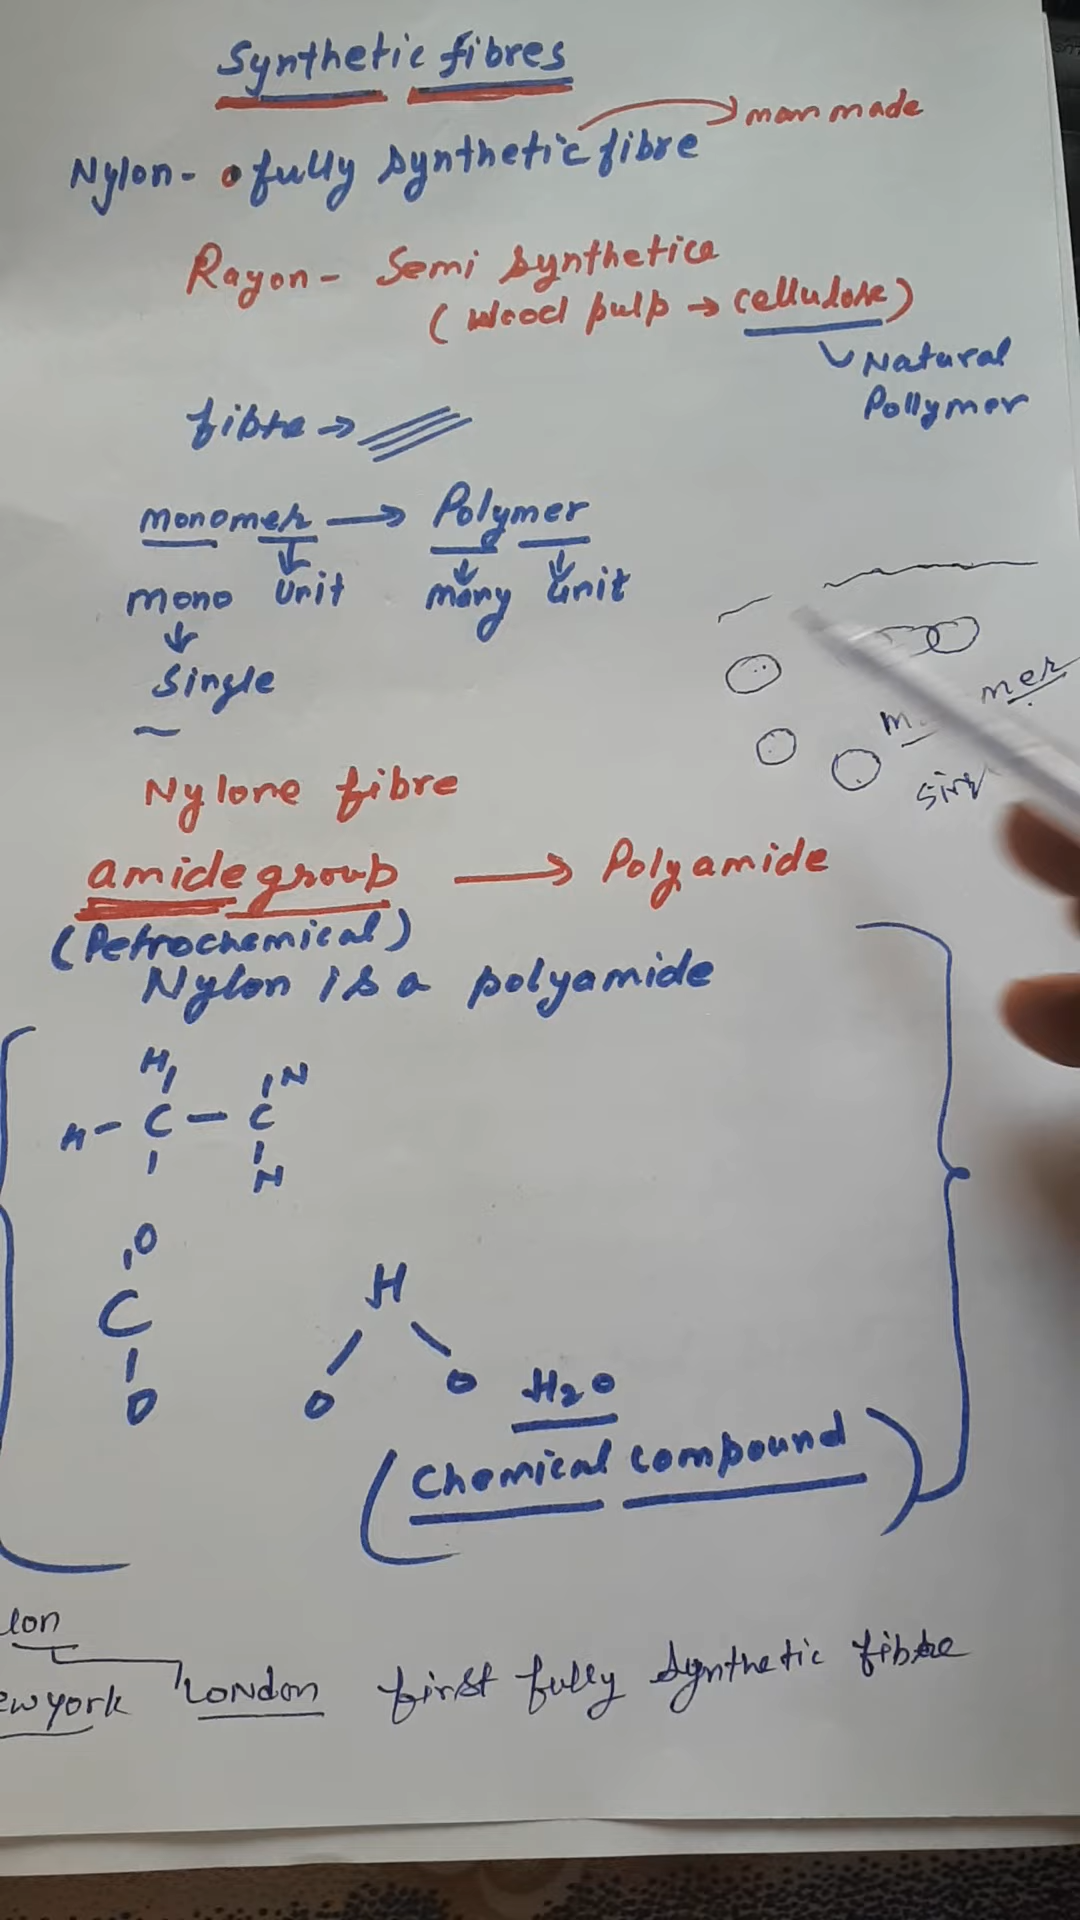 Synthetic fibres
man made
Nylon - fully synthetic fibre
Rayon - Semi synthetice
(wood pulp → cellulose)
Natural
Pollymer
fibre →
monomer → Polymer
mono unit many unit
Single
mer
Nylone fibre
amide group → Polyamide
(Petrochemical)
Nylon is a polyamide
H N
H - C - C
N
O
C
O
H
O O
H2O
(Chemical compound)
lon
ew york London first fully synthetic fibre